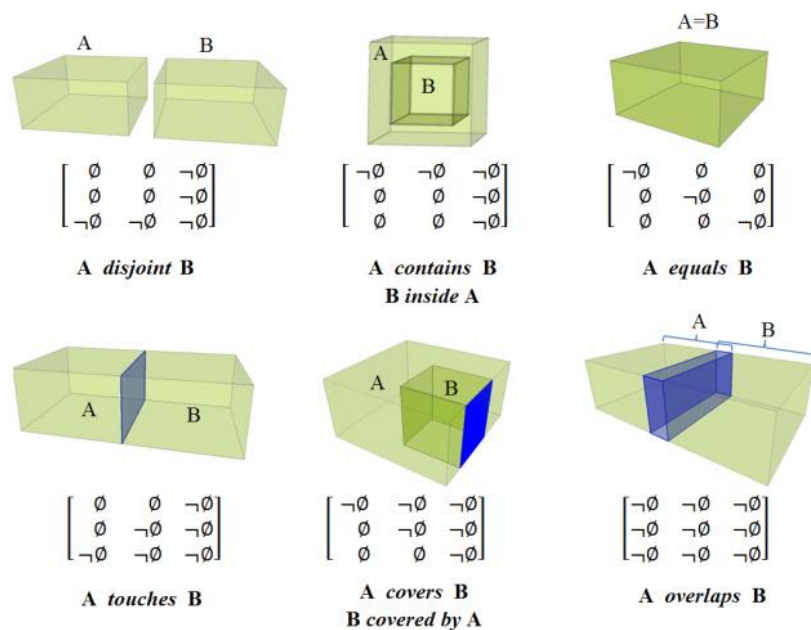 A B
A
B
A=B
[ ∅ ∅ ¬∅
∅ ∅ ¬∅
¬∅ ¬∅ ¬∅ ]
[ ¬∅ ¬∅ ¬∅
∅ ∅ ¬∅
∅ ∅ ¬∅ ]
[ ¬∅ ∅ ∅
∅ ¬∅ ∅
∅ ∅ ¬∅ ]
A disjoint B
A contains B
B inside A
A equals B
A B
A B
A B
[ ∅ ∅ ¬∅
∅ ¬∅ ¬∅
¬∅ ¬∅ ¬∅ ]
[ ¬∅ ¬∅ ¬∅
∅ ¬∅ ¬∅
∅ ∅ ¬∅ ]
[ ¬∅ ¬∅ ¬∅
¬∅ ¬∅ ¬∅
¬∅ ¬∅ ¬∅ ]
A touches B
A covers B
B covered by A
A overlaps B